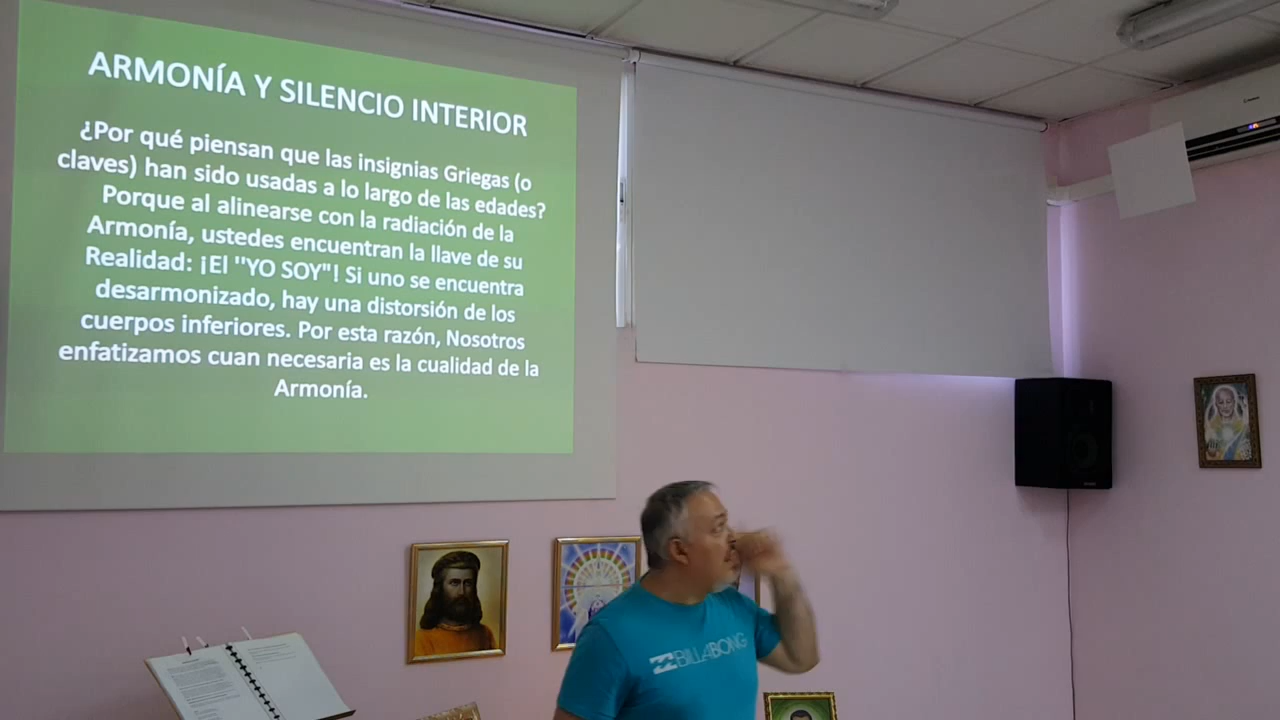 ARMONÍA Y SILENCIO INTERIOR
¿Por qué piensan que las insignias Griegas (o
claves) han sido usadas a lo largo de las edades?
Porque al alinearse con la radiación de la
Armonía, ustedes encuentran la llave de su
Realidad: ¡El "YO SOY"! Si uno se encuentra
desarmonizado, hay una distorsión de los
cuerpos inferiores. Por esta razón, Nosotros
enfatizamos cuan necesaria es la cualidad de la
Armonía.
BILLABONG